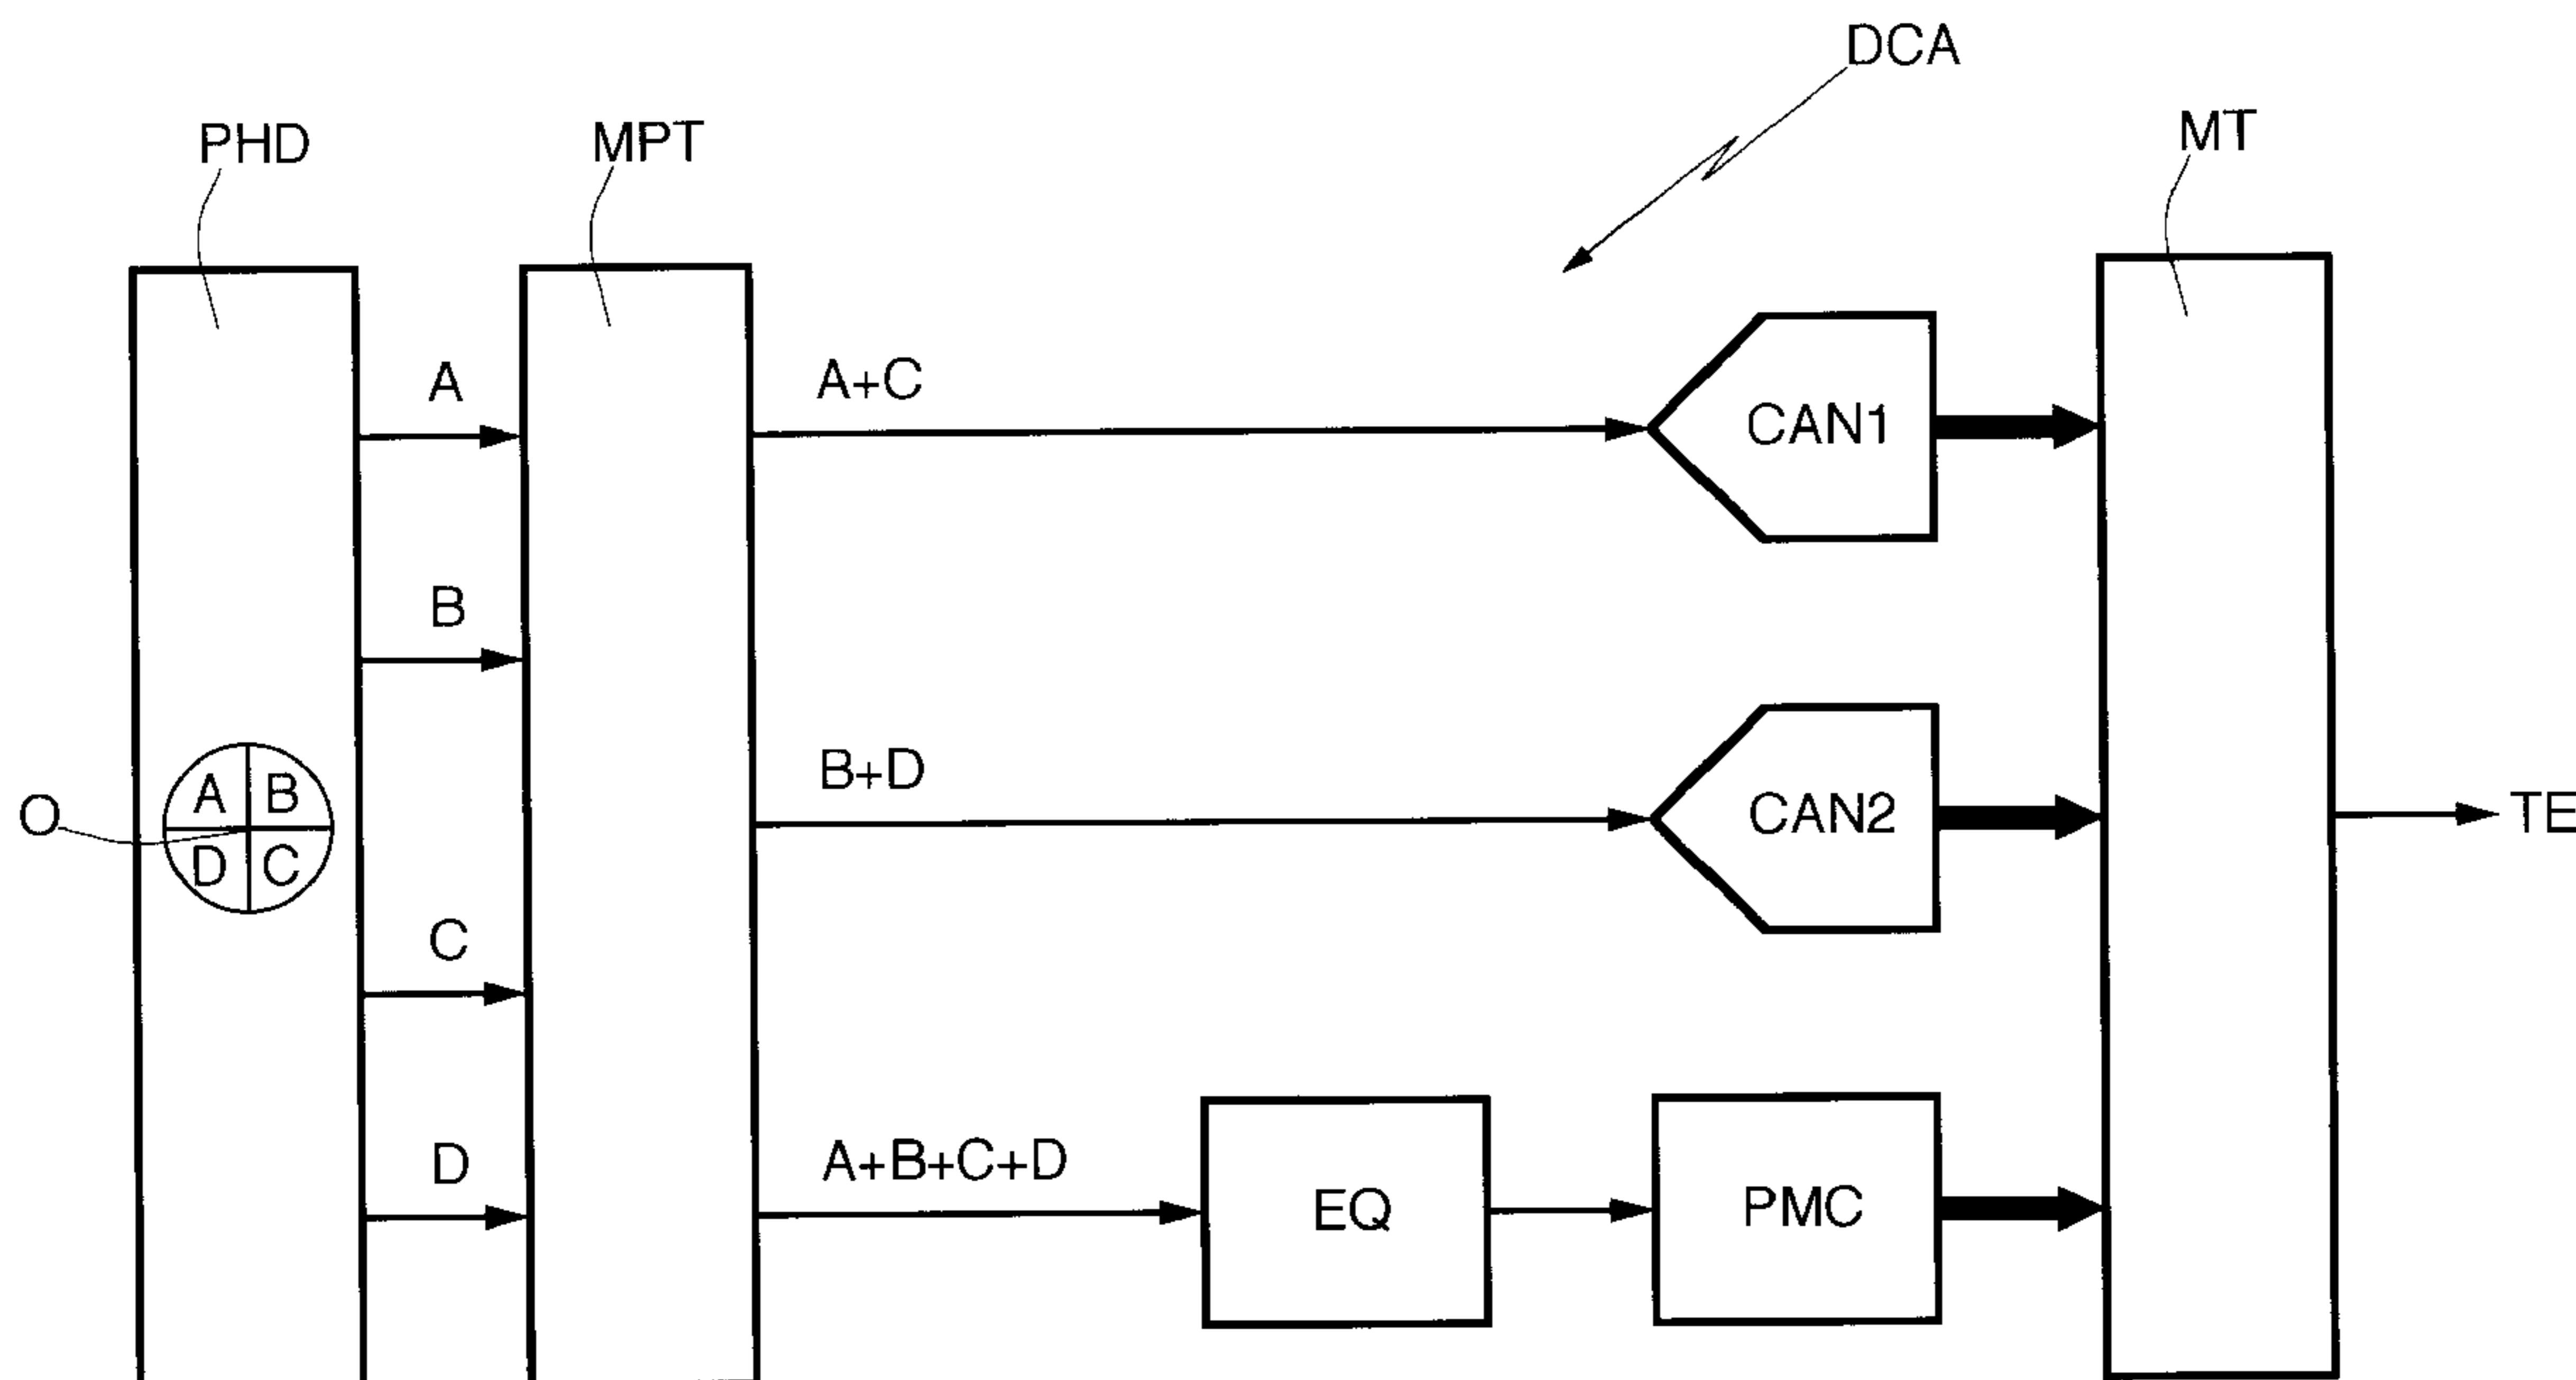 DCA
PHD
MPT
MT
A
A+C
CAN1
B
A B
O
D C
B+D
CAN2
TE
C
D
A+B+C+D
EQ
PMC